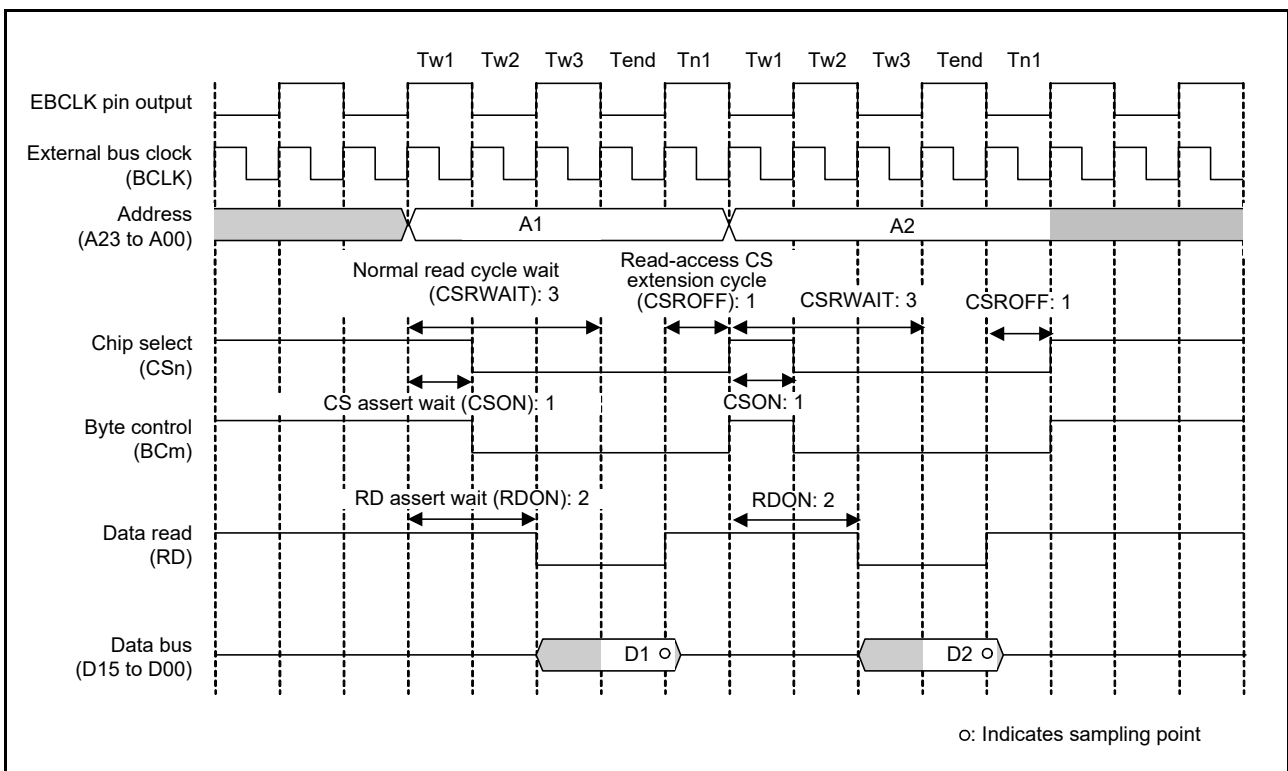 Tw1 Tw2 Tw3 Tend Tn1 Tw1 Tw2 Tw3 Tend Tn1
EBCLK pin output
External bus clock
(BCLK)
Address
(A23 to A00)
A1
A2
Normal read cycle wait
(CSRWAIT): 3
Read-access CS
extension cycle
(CSROFF): 1
CSRWAIT: 3
CSROFF: 1
Chip select
(CSn)
CS assert wait (CSON): 1
CSON: 1
Byte control
(BCm)
RD assert wait (RDON): 2
RDON: 2
Data read
(RD)
Data bus
(D15 to D00)
D1
D2
o: Indicates sampling point